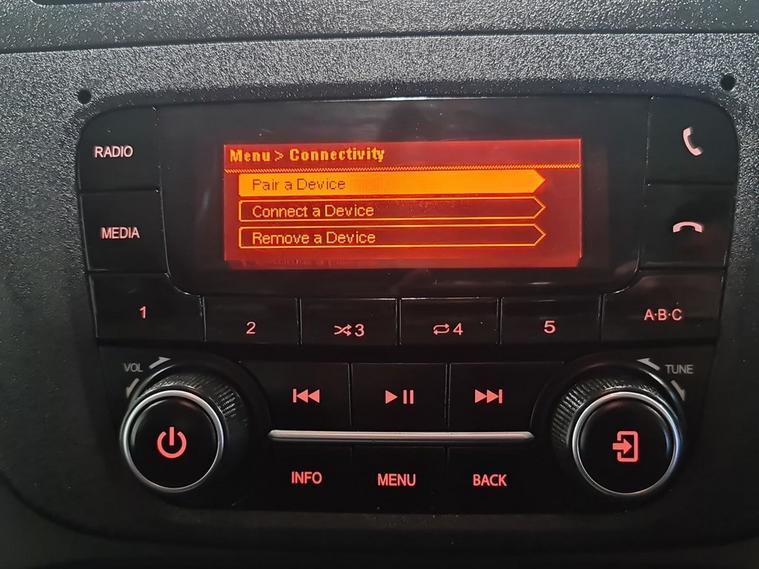 RADIO
MEDIA
Menu > Connectivity
Pair a Device
Connect a Device
Remove a Device
1
2
3
4
5
A·B·C
VOL
TUNE
INFO
MENU
BACK